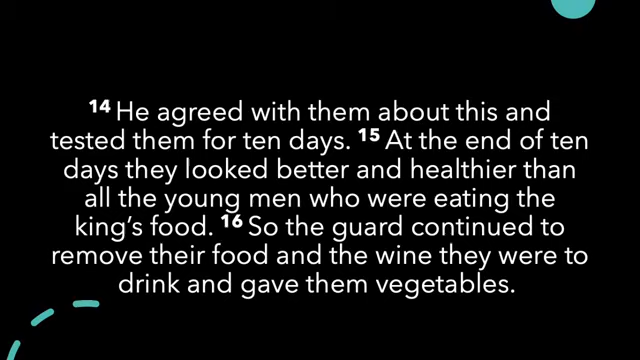 14 He agreed with them about this and
tested them for ten days. 15 At the end of ten
days they looked better and healthier than
all the young men who were eating the
king’s food. 16 So the guard continued to
remove their food and the wine they were to
drink and gave them vegetables.